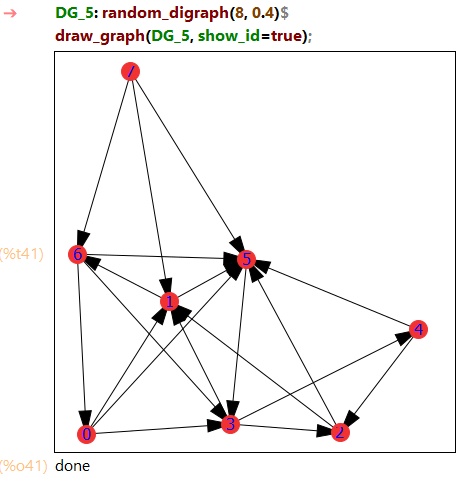 → DG_5: random_digraph(8, 0.4)$
draw_graph(DG_5, show_id=true);
7
(%t41) 6 5
1
4
0 3 2
(%o41) done